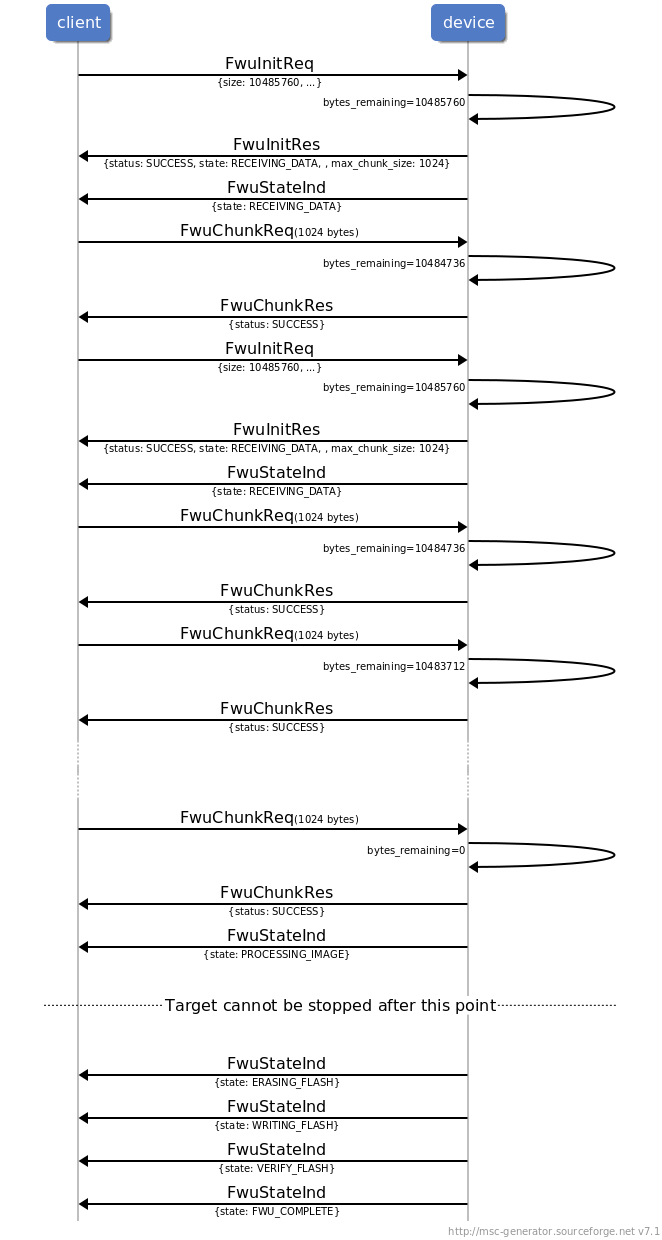 client
device
FwuInitReq
{size: 10485760, ...}
bytes_remaining=10485760
FwuInitRes
{status: SUCCESS, state: RECEIVING_DATA, , max_chunk_size: 1024}
FwuStateInd
{state: RECEIVING_DATA}
FwuChunkReq(1024 bytes)
bytes_remaining=10484736
FwuChunkRes
{status: SUCCESS}
FwuInitReq
{size: 10485760, ...}
bytes_remaining=10485760
FwuInitRes
{status: SUCCESS, state: RECEIVING_DATA, , max_chunk_size: 1024}
FwuStateInd
{state: RECEIVING_DATA}
FwuChunkReq(1024 bytes)
bytes_remaining=10484736
FwuChunkRes
{status: SUCCESS}
FwuChunkReq(1024 bytes)
bytes_remaining=10483712
FwuChunkRes
{status: SUCCESS}
FwuChunkReq(1024 bytes)
bytes_remaining=0
FwuChunkRes
{status: SUCCESS}
FwuStateInd
{state: PROCESSING_IMAGE}
Target cannot be stopped after this point
FwuStateInd
{state: ERASING_FLASH}
FwuStateInd
{state: WRITING_FLASH}
FwuStateInd
{state: VERIFY_FLASH}
FwuStateInd
{state: FWU_COMPLETE}
http://msc-generator.sourceforge.net v7.1